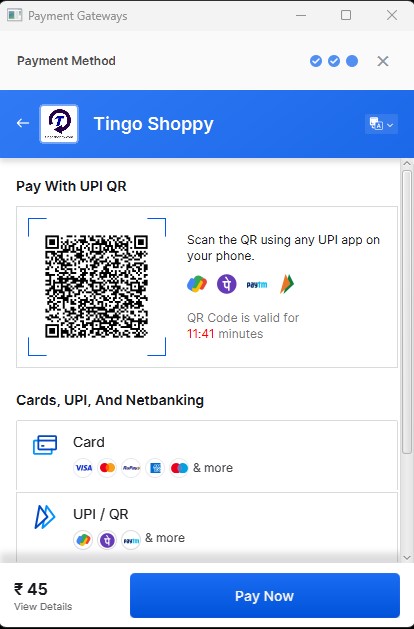 Payment Gateways
Payment Method
Tingo Shoppy
Pay With UPI QR
Scan the QR using any UPI app on
your phone.
पे paytm
QR Code is valid for
11:41 minutes
Cards, UPI, And Netbanking
Card
VISA RuPay & more
UPI / QR
पे paytm & more
₹ 45
View Details
Pay Now